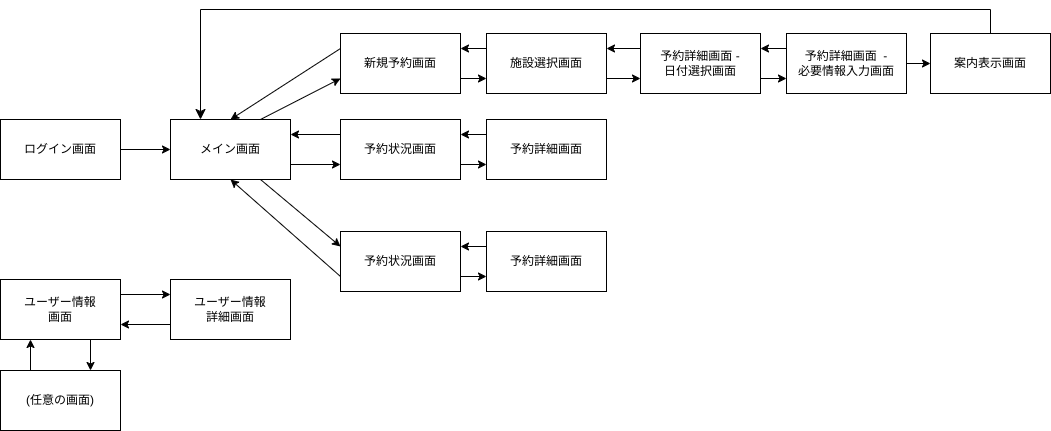 新規予約画面
施設選択画面
予約詳細画面 -
日付選択画面
予約詳細画面 -
必要情報入力画面
案内表示画面
ログイン画面
メイン画面
予約状況画面
予約詳細画面
予約状況画面
予約詳細画面
ユーザー情報
画面
ユーザー情報
詳細画面
(任意の画面)